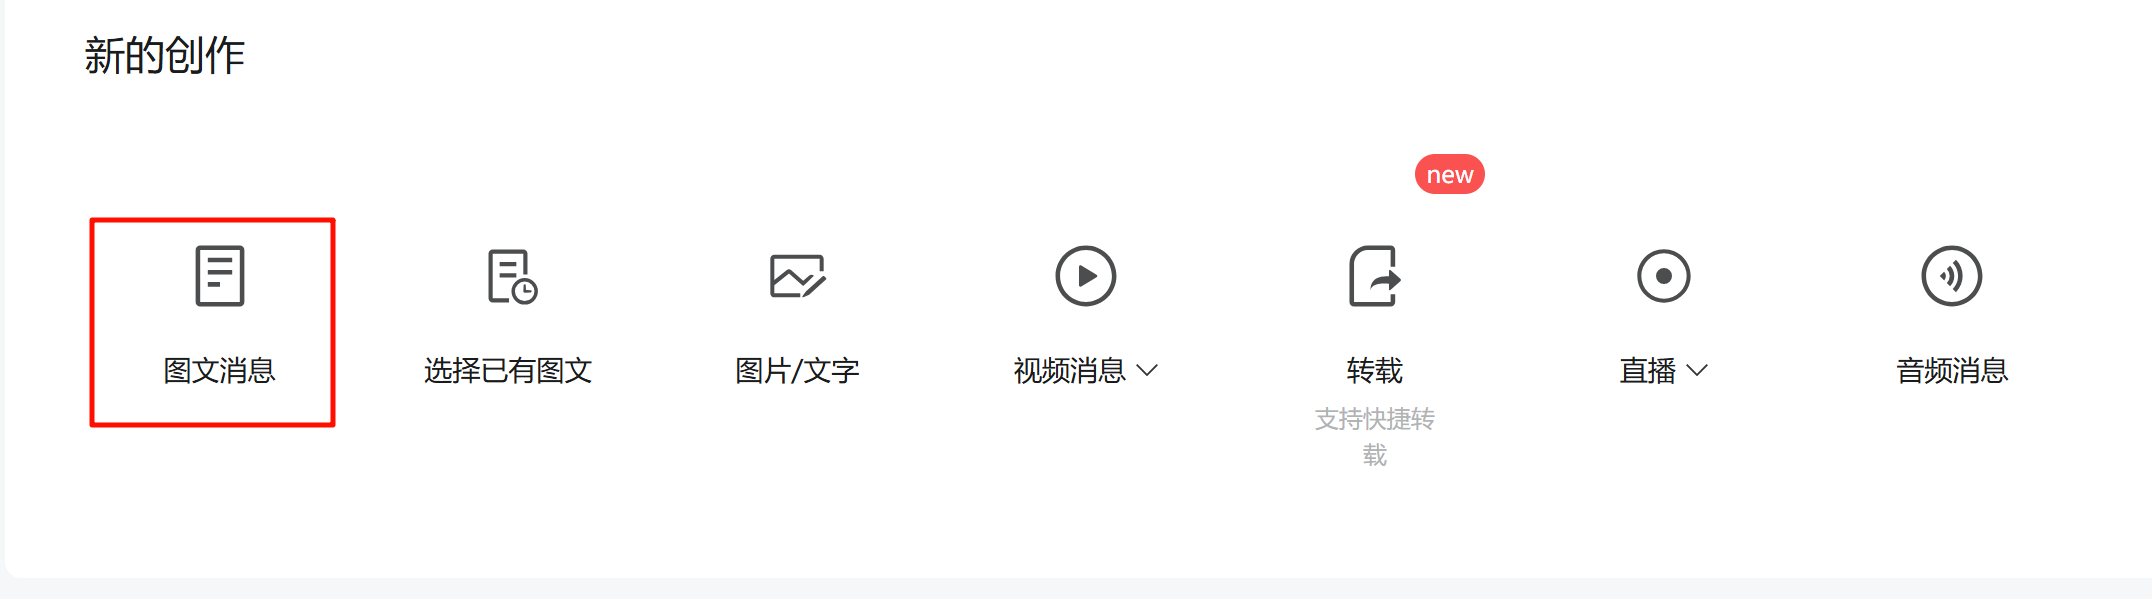 新的创作
new
图文消息
选择已有图文
图片/文字
视频消息
转载
支持快捷转
载
直播
音频消息